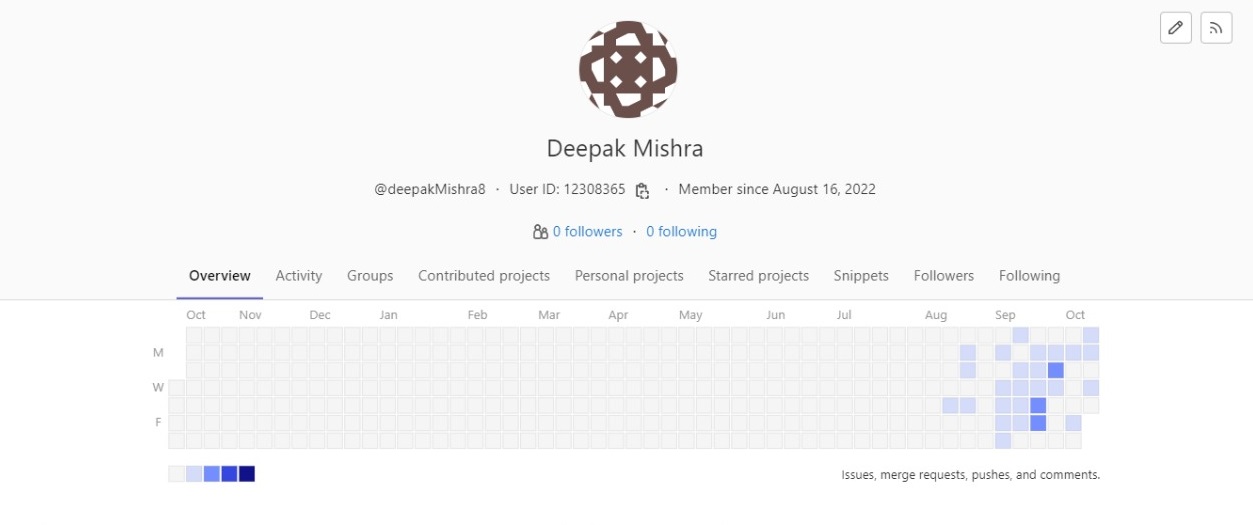 Deepak Mishra
@deepakMishra8 · User ID: 12308365 · Member since August 16, 2022
0 followers · 0 following
Overview Activity Groups Contributed projects Personal projects Starred projects Snippets Followers Following
Oct Nov Dec Jan Feb Mar Apr May Jun Jul Aug Sep Oct
M
W
F
Issues, merge requests, pushes, and comments.